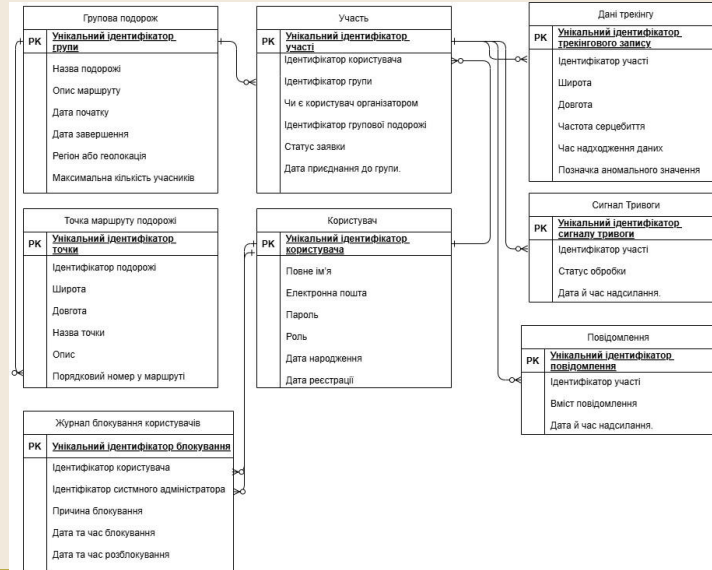 Групова подорож
PK Унікальний ідентифікатор
групи
Назва подорожі
Опис маршруту
Дата початку
Дата завершення
Регіон або геолокація
Максимальна кількість учасників
Участь
PK Унікальний ідентифікатор
участі
Ідентифікатор користувача
Ідентифікатор групи
Чи є користувач організатором
Ідентифікатор групової подорожі
Статус заявки
Дата приєднання до групи.
Дані трекінгу
PK Унікальний ідентифікатор
трекінгового запису
Ідентифікатор участі
Широта
Довгота
Частота серцебиття
Час надходження даних
Позначка аномального значення
Точка маршруту подорожі
PK Унікальний ідентифікатор
точки
Ідентифікатор подорожі
Широта
Довгота
Назва точки
Опис
Порядковий номер у маршруті
Користувач
PK Унікальний ідентифікатор
користувача
Повне ім'я
Електронна пошта
Пароль
Роль
Дата народження
Дата реєстрації
Сигнал Тривоги
PK Унікальний ідентифікатор
сигналу тривоги
Ідентифікатор участі
Статус обробки
Дата й час надсилання.
Повідомлення
PK Унікальний ідентифікатор
повідомлення
Ідентифікатор участі
Вміст повідомлення
Дата й час надсилання.
Журнал блокування користувачів
PK Унікальний ідентифікатор блокування
Ідентифікатор користувача
Ідентіфікатор систмного адміністратора
Причина блокування
Дата та час блокування
Дата та час розблокування